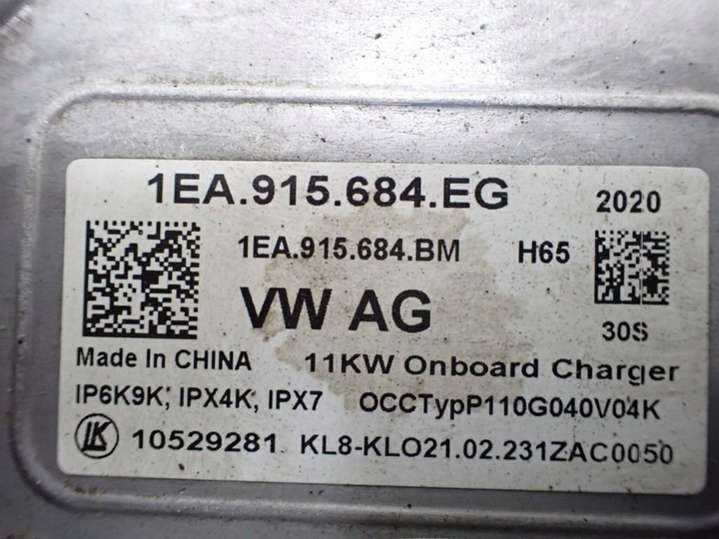 1EA.915.684.EG 2020
1EA.915.684.BM H65
VW AG 30S
Made In CHINA 11KW Onboard Charger
IP6K9K; IPX4K, IPX7 OCCTypP110G040V04K
LK 10529281 KL8-KLO21.02.231ZAC0050